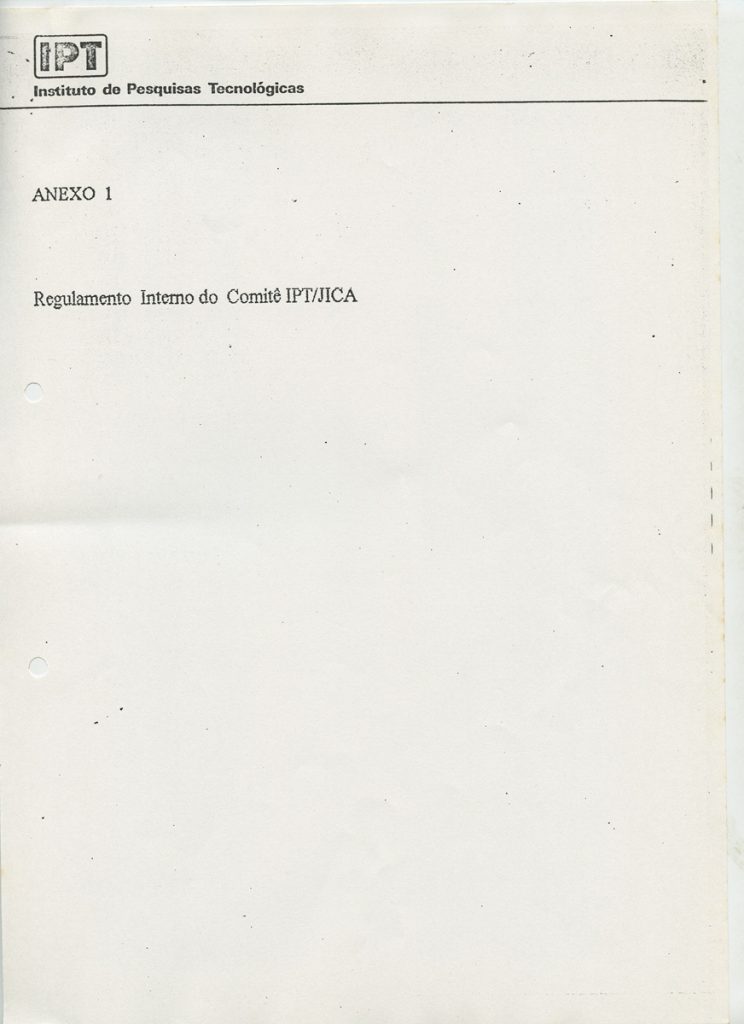 IPT
Instituto de Pesquisas Tecnológicas
ANEXO 1
Regulamento Interno do Comitê IPT/JICA